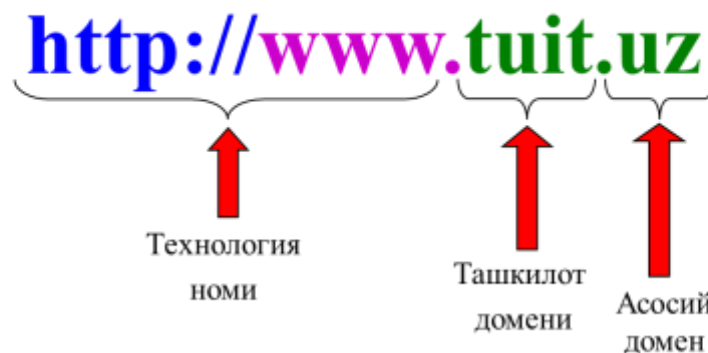 http://www.tuit.uz
Технология
номи
Ташкилот
домени
Асосий
домен